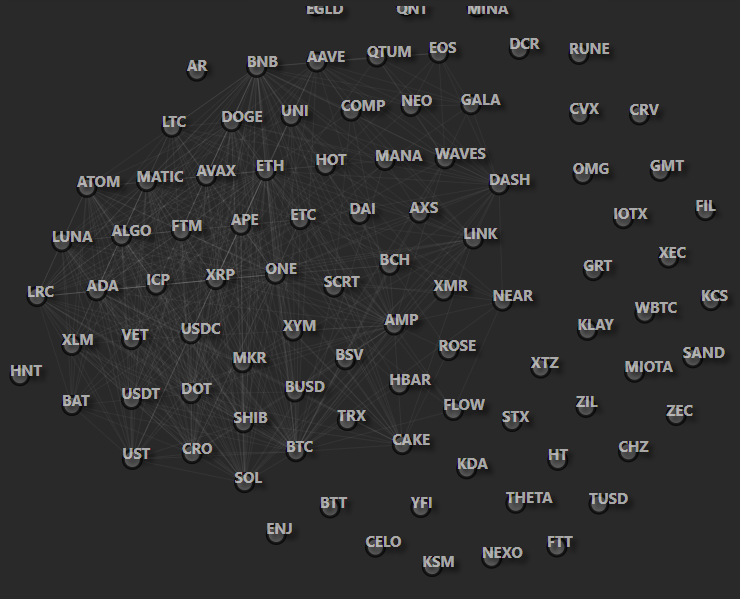 EGLD
QNT
MINA
AR
BNB
AAVE
QTUM
EOS
DCR
RUNE
LTC
DOGE
UNI
COMP
NEO
GALA
CVX
CRV
ATOM
MATIC
AVAX
ETH
HOT
MANA
WAVES
DASH
OMG
GMT
LUNA
ALGO
FTM
APE
ETC
DAI
AXS
LINK
IOTX
FIL
LRC
ADA
ICP
XRP
ONE
SCRT
BCH
XMR
NEAR
GRT
XEC
KCS
XLM
VET
USDC
XYM
AMP
KLAY
WBTC
HNT
MKR
BSV
ROSE
XTZ
MIOTA
SAND
BAT
USDT
DOT
BUSD
HBAR
FLOW
STX
ZIL
ZEC
SHIB
TRX
UST
CRO
BTC
CAKE
KDA
HT
CHZ
SOL
BTT
YFI
THETA
TUSD
ENJ
CELO
KSM
NEXO
FTT